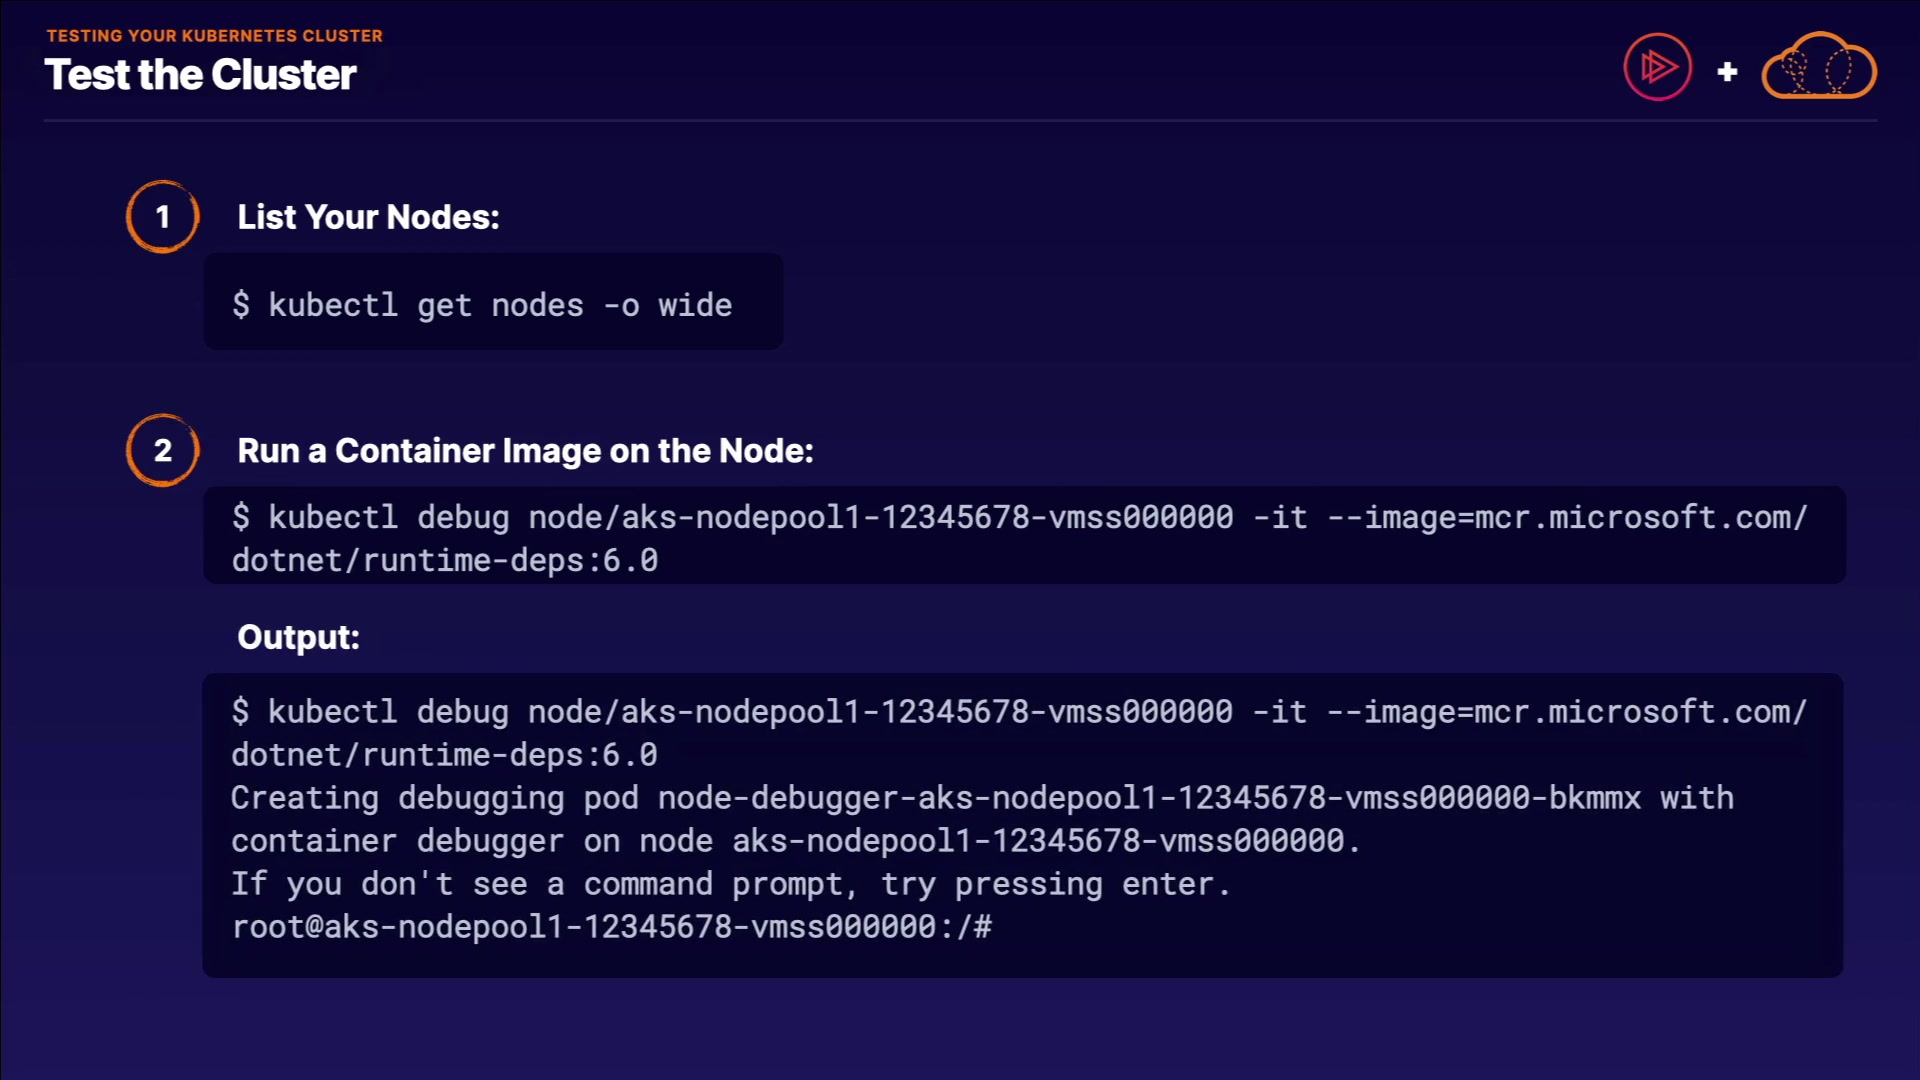 TESTING YOUR KUBERNETES CLUSTER
Test the Cluster
+
1
List Your Nodes:
$ kubectl get nodes -o wide
2
Run a Container Image on the Node:
$ kubectl debug node/aks-nodepool1-12345678-vmss000000 -it --image=mcr.microsoft.com/
dotnet/runtime-deps:6.0
Output:
$ kubectl debug node/aks-nodepool1-12345678-vmss000000 -it --image=mcr.microsoft.com/
dotnet/runtime-deps:6.0
Creating debugging pod node-debugger-aks-nodepool1-12345678-vmss000000-bkmmx with
container debugger on node aks-nodepool1-12345678-vmss000000.
If you don't see a command prompt, try pressing enter.
root@aks-nodepool1-12345678-vmss000000:/#